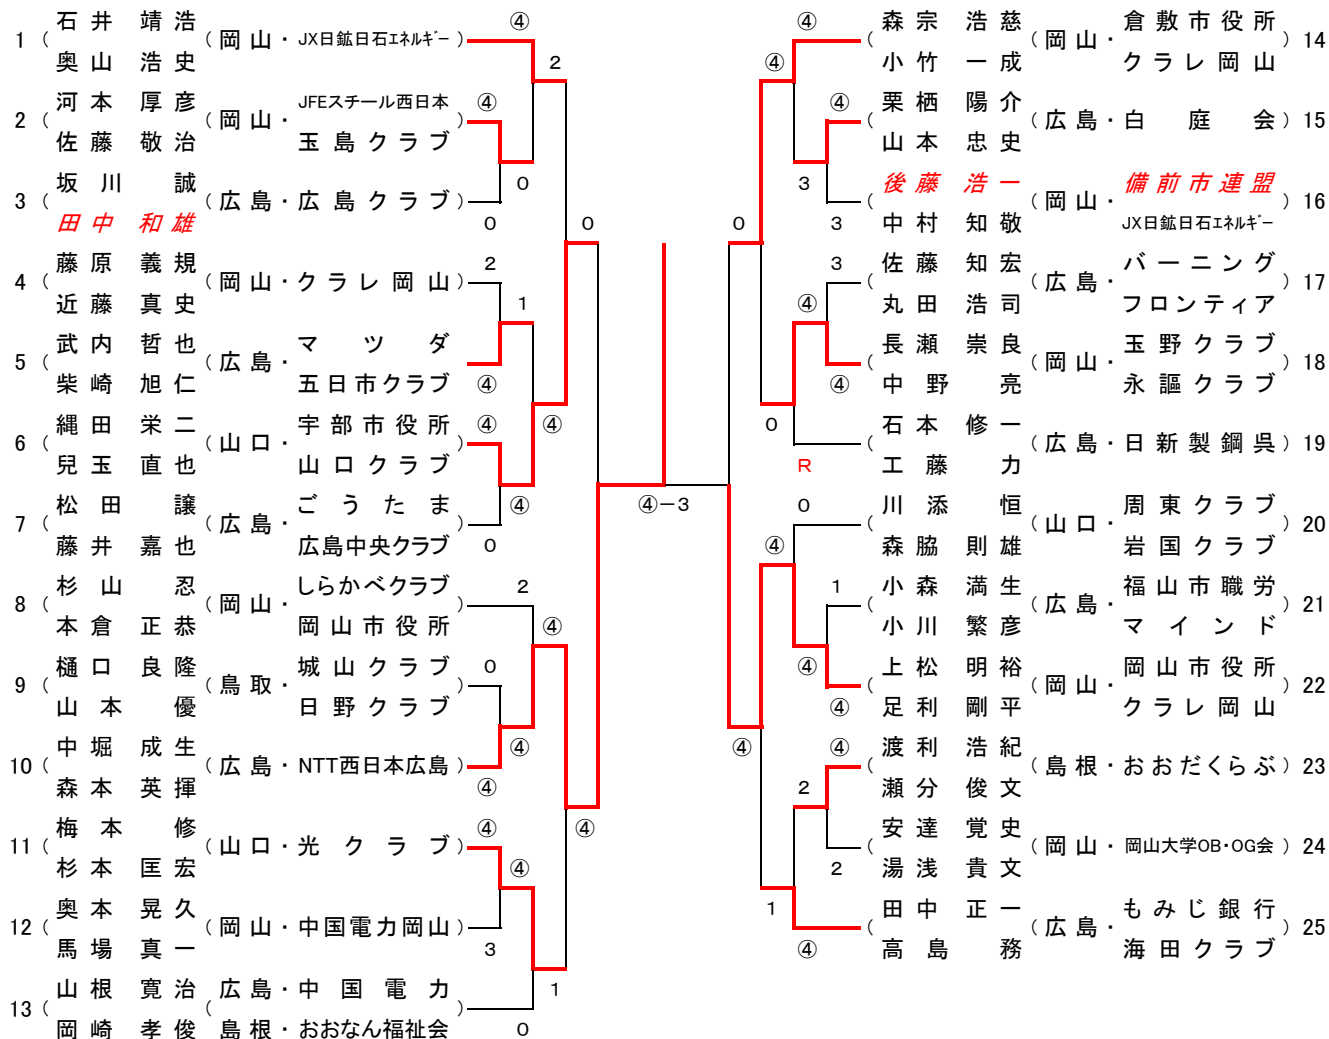 1 ( 石井 靖浩 奥山 浩史 ( 岡山・JX日鉱日石エネルギー )
2 ( 河本 厚彦 佐藤 敬治 ( 岡山・JFEスチール西日本 玉島クラブ )
3 ( 坂川 誠 田中 和雄 ( 広島・広島クラブ )
4 ( 藤原 義規 近藤 真史 ( 岡山・クラレ岡山 )
5 ( 武内 哲也 柴崎 旭仁 ( 広島・マツダ 五日市クラブ )
6 ( 縄田 栄二 兒玉 直也 ( 山口・宇部市役所 山口クラブ )
7 ( 松田 譲 藤井 嘉也 ( 広島・ごうたま 広島中央クラブ )
8 ( 杉山 忍 本倉 正恭 ( 岡山・しらかべクラブ 岡山市役所 )
9 ( 樋口 良隆 山本 優 ( 鳥取・城山クラブ 日野クラブ )
10 ( 中堀 成生 森本 英揮 ( 広島・NTT西日本広島 )
11 ( 梅本 修 杉本 匡宏 ( 山口・光クラブ )
12 ( 奥本 晃久 馬場 真一 ( 岡山・中国電力岡山 )
13 ( 山根 寛治 岡崎 孝俊 ( 広島・中国電力 島根・おおなん福祉会 )
④
2
④
0
0
0
2
1
④
④
④
④
0
2
④
0
④
④
④
④
④
3
1
0
④－3
④
④
④
3
3
0
3
④
④
0
R
0
④
1
④
④
④
④
2
2
1
④
( 森宗 浩慈 小竹 一成 ( 岡山・倉敷市役所 クラレ岡山 ) 14
( 栗栖 陽介 山本 忠史 ( 広島・白庭会 ) 15
( 後藤 浩一 中村 知敬 ( 岡山・備前市連盟 JX日鉱日石エネルギー ) 16
( 佐藤 知宏 丸田 浩司 ( 広島・バーニング フロンティア ) 17
( 長瀬 崇良 中野 亮 ( 岡山・玉野クラブ 永謳クラブ ) 18
( 石本 修一 工藤 力 ( 広島・日新製鋼呉 ) 19
( 川添 恒 森脇 則雄 ( 山口・周東クラブ 岩国クラブ ) 20
( 小森 満生 小川 繁彦 ( 広島・福山市職労 マインド ) 21
( 上松 明裕 足利 剛平 ( 岡山・岡山市役所 クラレ岡山 ) 22
( 渡利 浩紀 瀬分 俊文 ( 島根・おおだくらぶ ) 23
( 安達 覚史 湯浅 貴文 ( 岡山・岡山大学OB・OG会 ) 24
( 田中 正一 高島 務 ( 広島・もみじ銀行 海田クラブ ) 25